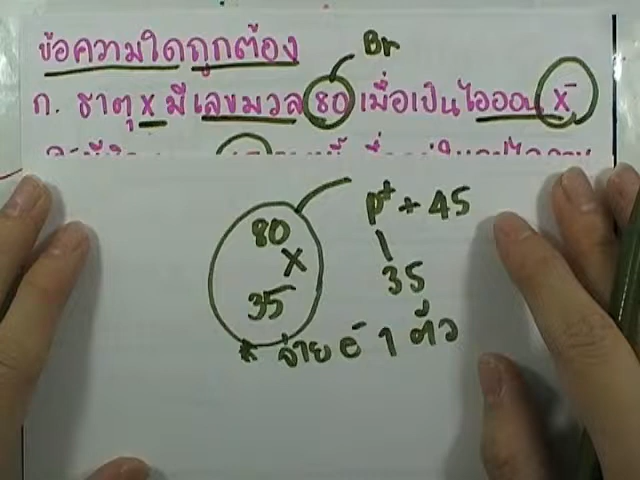 ข้อความใดถูกต้อง
Br
ก. ธาตุ X มีเลขมวล 80 เมื่อเป็นไอออน X⁻
80
X
35
p⁺ + 45
35
* จ่าย e⁻ 1 ตัว